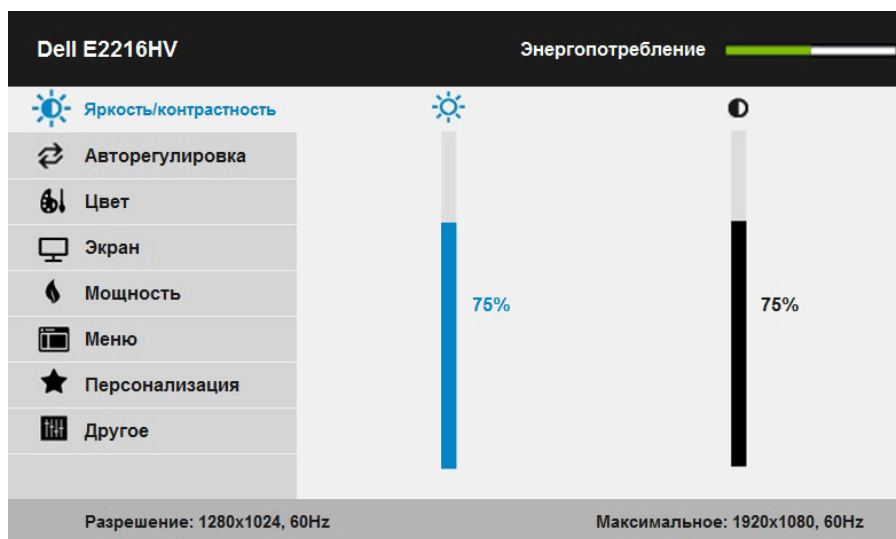 Dell E2216HV
Энергопотребление
Яркость/контрастность
Авторегулировка
Цвет
Экран
Мощность
Меню
Персонализация
Другое
75%
75%
Разрешение: 1280x1024, 60Hz
Максимальное: 1920x1080, 60Hz